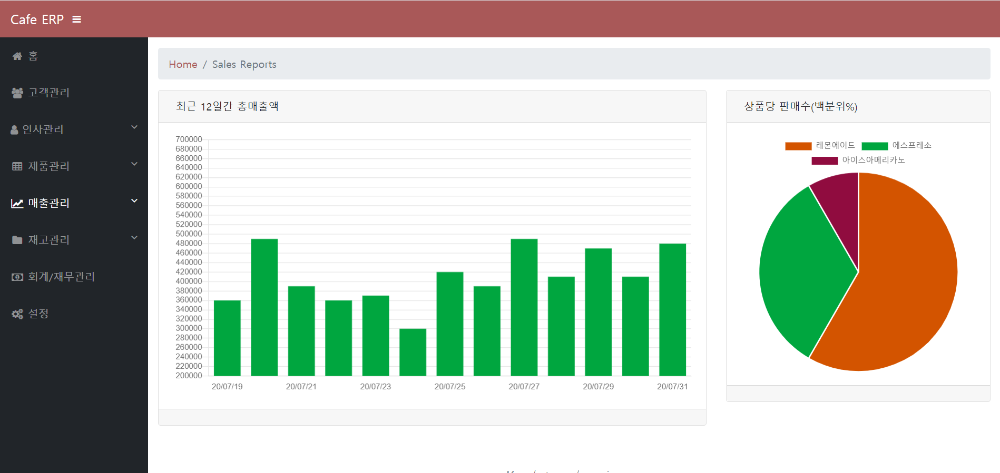 Cafe ERP
홈
고객관리
인사관리
제품관리
매출관리
재고관리
회계/재무관리
설정
Home / Sales Reports
최근 12일간 총매출액
700000
680000
660000
640000
620000
600000
580000
560000
540000
520000
500000
480000
460000
440000
420000
400000
380000
360000
340000
320000
300000
280000
260000
240000
220000
200000
20/07/19 20/07/21 20/07/23 20/07/25 20/07/27 20/07/29 20/07/31
상품당 판매수(백분위%)
레몬에이드 에스프레소
아이스아메리카노